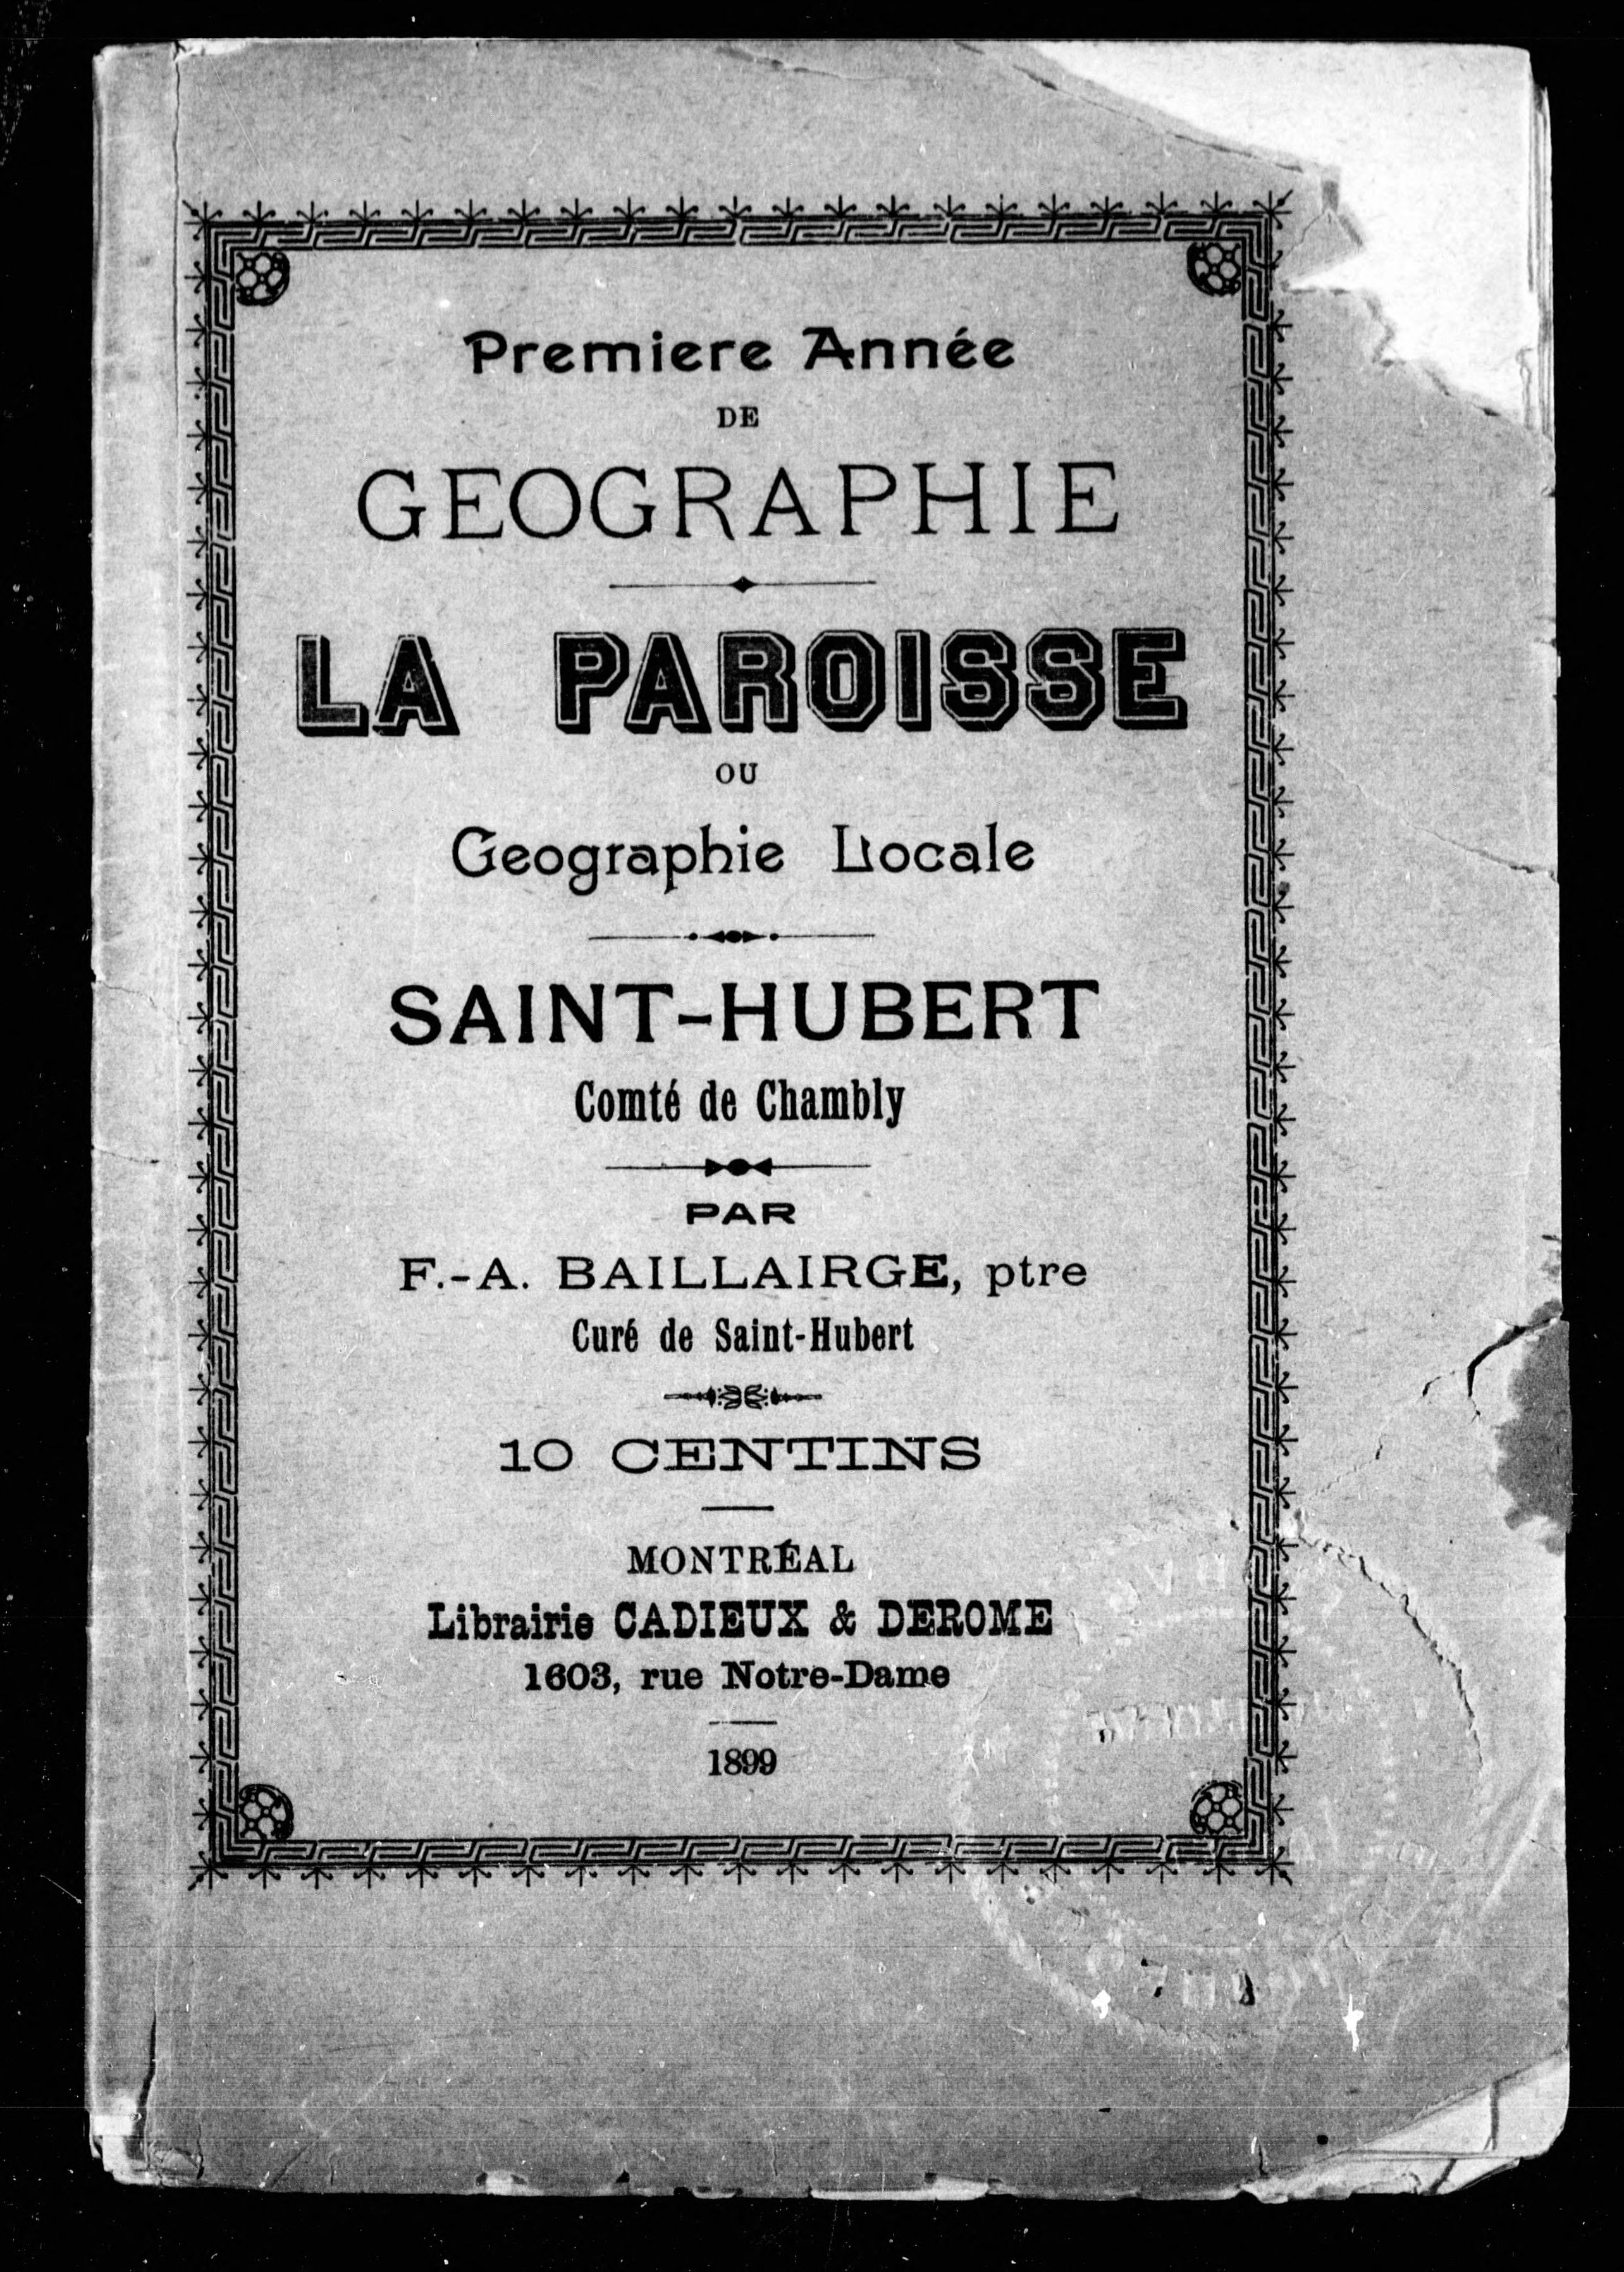 Premiere Année
DE
GEOGRAPHIE
LA PAROISSE
OU
Geographie Locale
SAINT-HUBERT
Comté de Chambly
PAR
F.-A. BAILLAIRGE, ptre
Curé de Saint-Hubert
10 CENTINS
MONTRÉAL
Librairie CADIEUX & DEROME
1603, rue Notre-Dame
1899